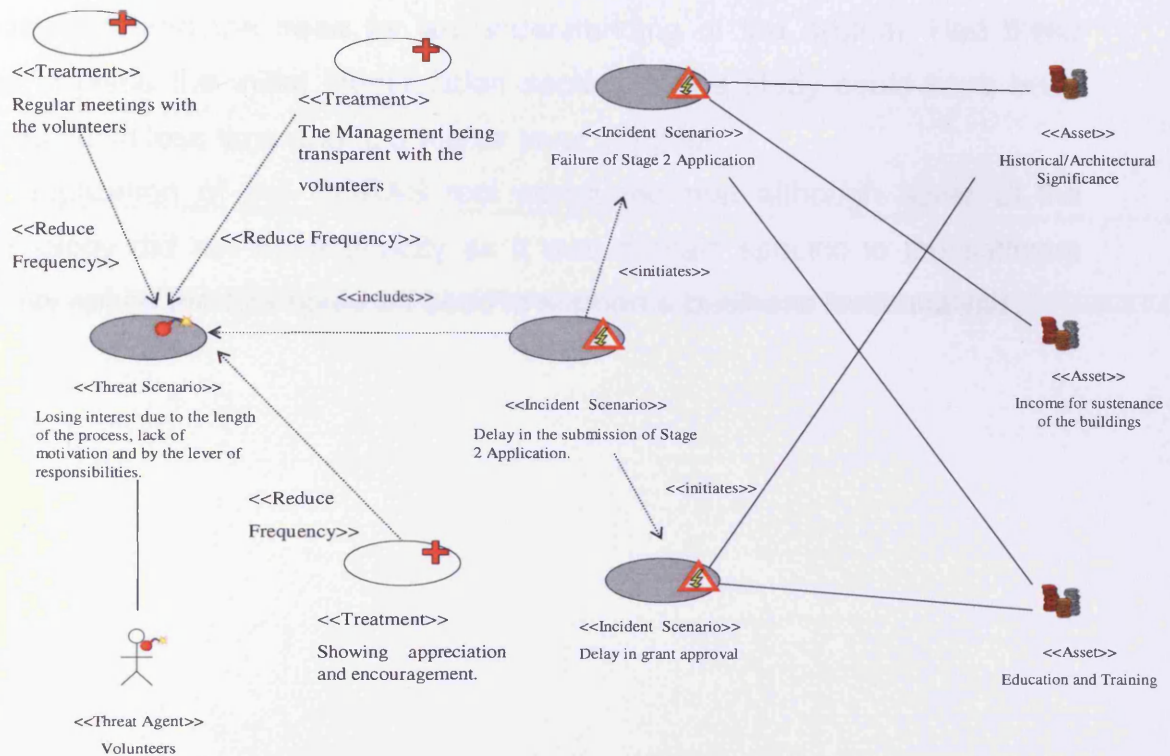 <<Treatment>>
Regular meetings with
the volunteers
<<Treatment>>
The Management being
transparent with the
volunteers
<<Incident Scenario>>
Failure of Stage 2 Application
<<Asset>>
Historical/Architectural
Significance
<<Reduce
Frequency>>
<<Reduce Frequency>>
<<initiates>>
<<includes>>
<<Threat Scenario>>
Losing interest due to the length
of the process, lack of
motivation and by the lever of
responsibilities.
<<Incident Scenario>>
Delay in the submission of Stage
2 Application.
<<Asset>>
Income for sustenance
of the buildings
<<initiates>>
<<Reduce
Frequency>>
<<Treatment>>
Showing appreciation
and encouragement.
<<Incident Scenario>>
Delay in grant approval
<<Asset>>
Education and Training
<<Threat Agent>>
Volunteers